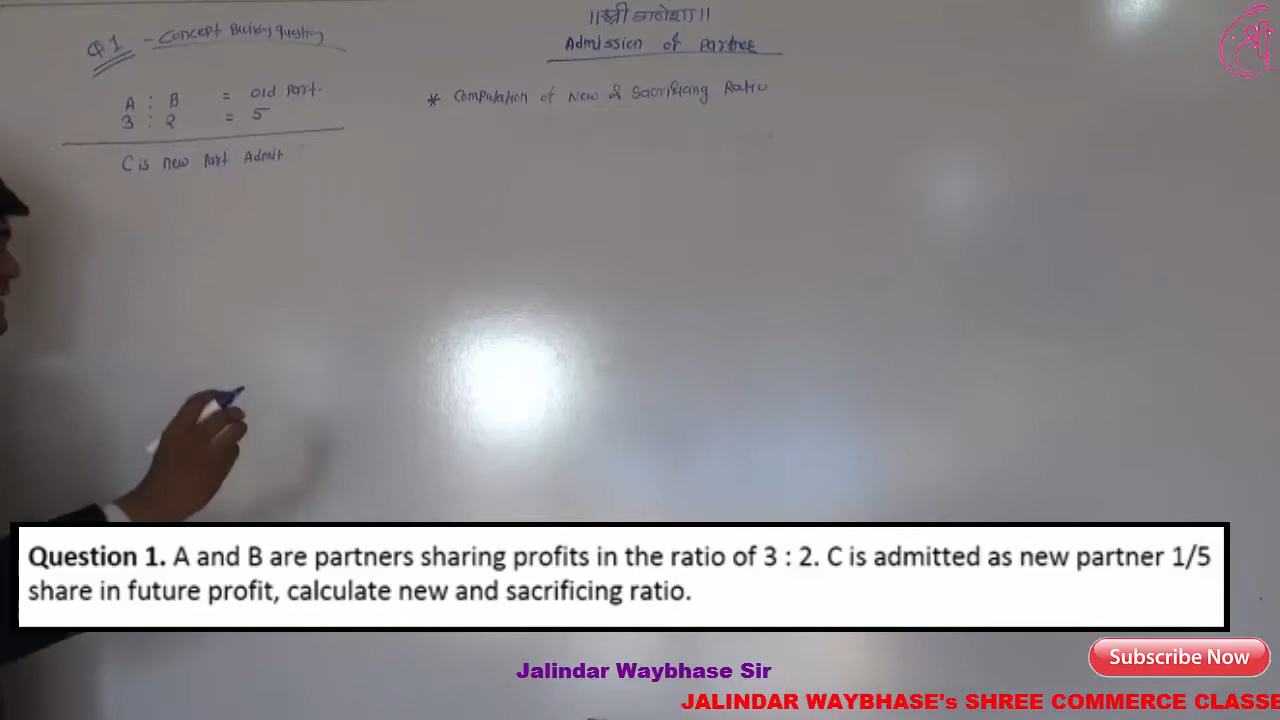 ॥श्री गणेशा॥
Admission of Partner
Q.1 - Concept Building Question
A : B = old Part.
3 : 2 = 5
C is new Part. Admit
* Computation of New & Sacrificing Ratio
श्री
Question 1. A and B are partners sharing profits in the ratio of 3 : 2. C is admitted as new partner 1/5
share in future profit, calculate new and sacrificing ratio.
Subscribe Now
Jalindar Waybhase Sir
JALINDAR WAYBHASE's SHREE COMMERCE CLASSE